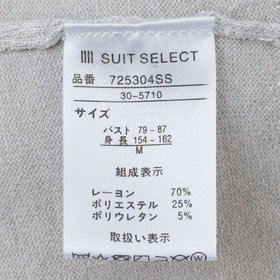 SUIT SELECT
品番 725304SS
30-5710
サイズ
バスト 79 - 87
身 長 154 - 162
M
組成表示
レーヨン 70%
ポリエステル 25%
ポリウレタン 5%
取扱い表示